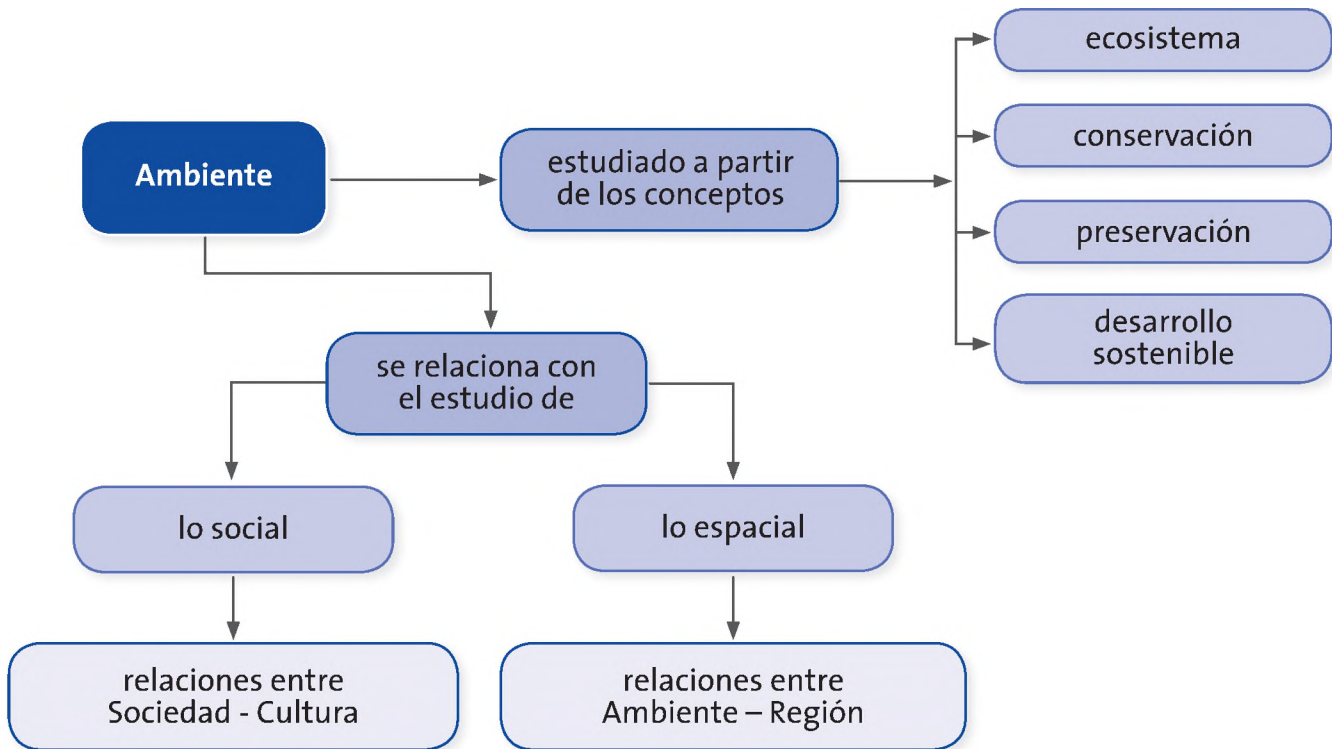 Ambiente
estudiado a partir
de los conceptos
ecosistema
conservación
preservación
desarrollo
sostenible
se relaciona con
el estudio de
lo social
lo espacial
relaciones entre
Sociedad - Cultura
relaciones entre
Ambiente – Región